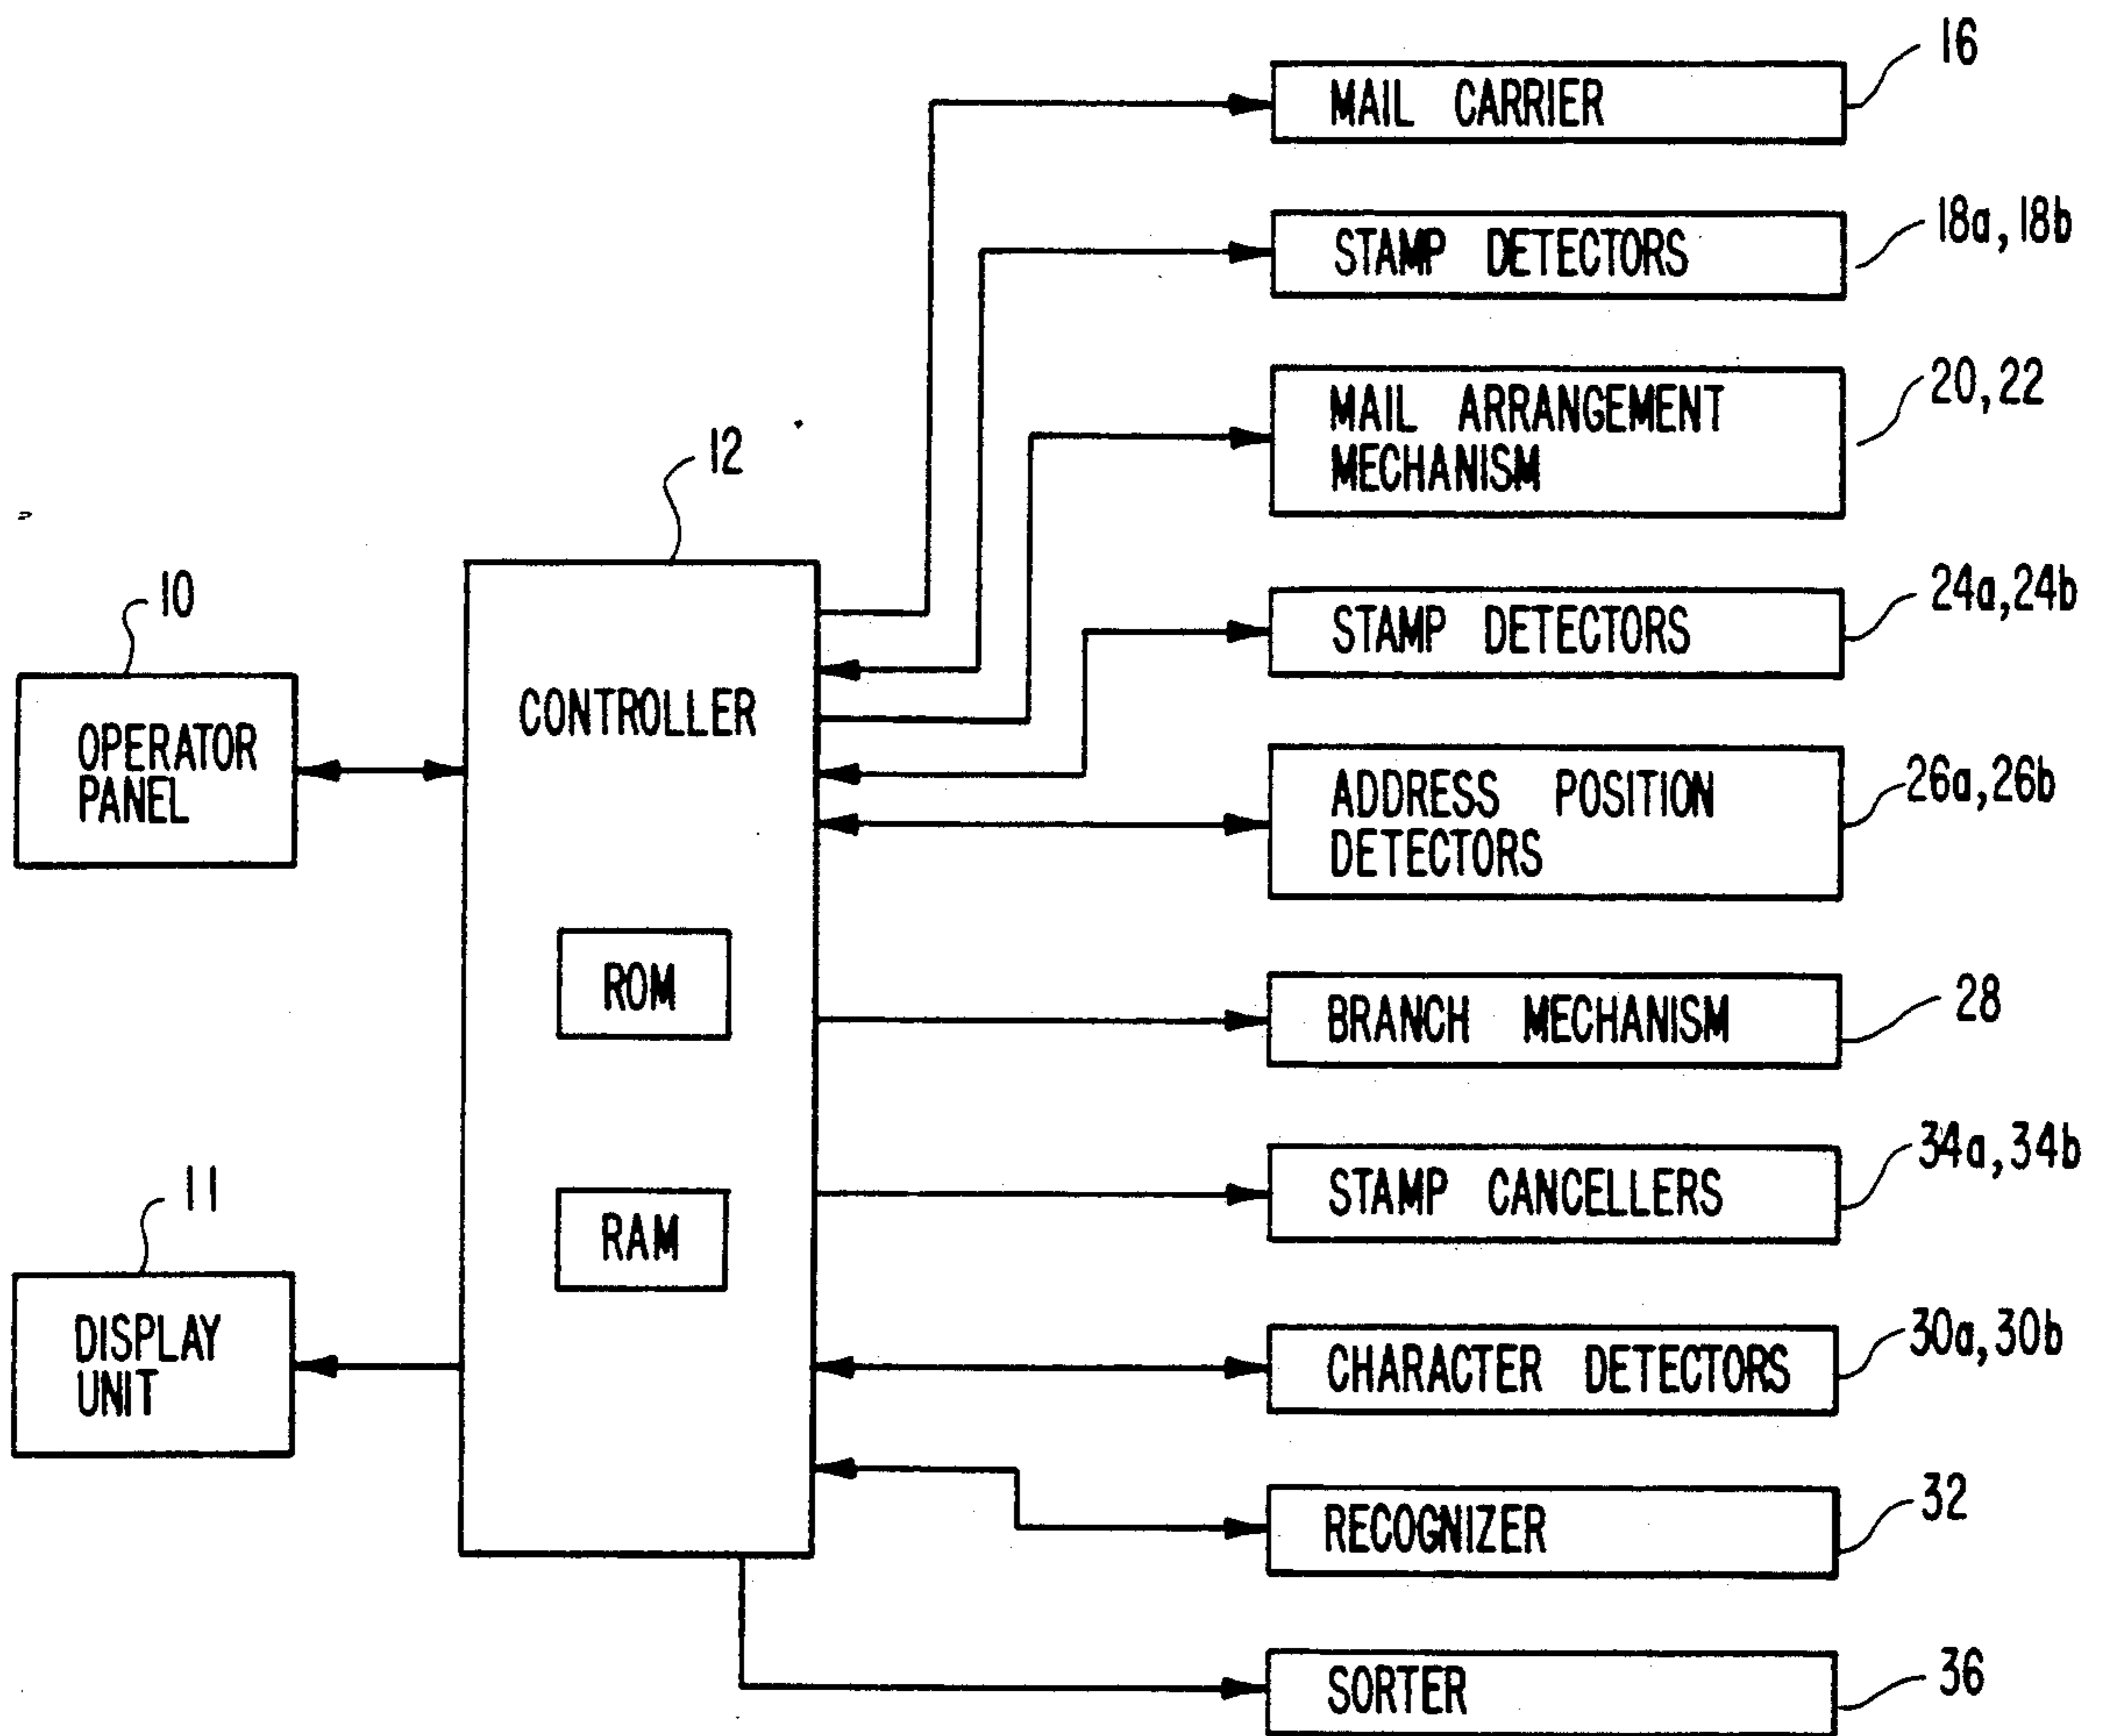 16
MAIL CARRIER
18a, 18b
STAMP DETECTORS
20, 22
MAIL ARRANGEMENT
MECHANISM
12
24a, 24b
STAMP DETECTORS
10
CONTROLLER
OPERATOR
PANEL
26a, 26b
ADDRESS POSITION
DETECTORS
ROM
28
BRANCH MECHANISM
34a, 34b
STAMP CANCELLERS
RAM
11
DISPLAY
UNIT
30a, 30b
CHARACTER DETECTORS
32
RECOGNIZER
36
SORTER